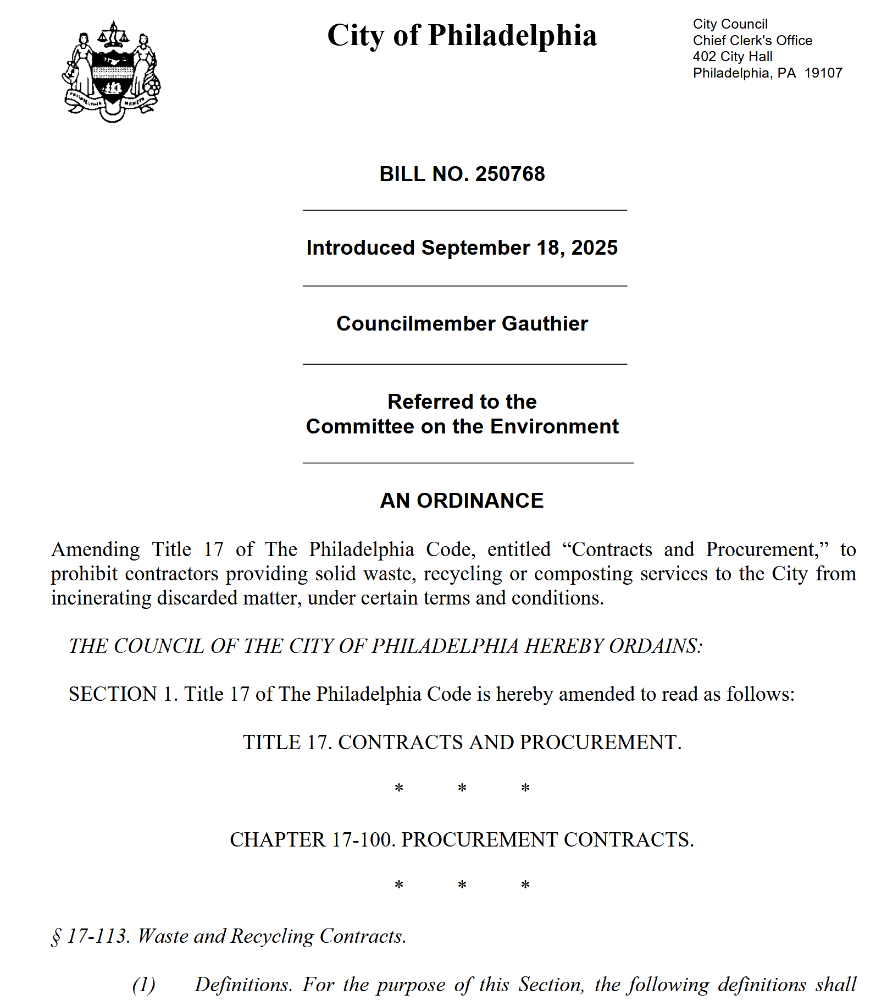 City of Philadelphia
City Council
Chief Clerk's Office
402 City Hall
Philadelphia, PA 19107
PHILADELPHIA MANETO
BILL NO. 250768
Introduced September 18, 2025
Councilmember Gauthier
Referred to the
Committee on the Environment
AN ORDINANCE
Amending Title 17 of The Philadelphia Code, entitled “Contracts and Procurement,” to
prohibit contractors providing solid waste, recycling or composting services to the City from
incinerating discarded matter, under certain terms and conditions.
THE COUNCIL OF THE CITY OF PHILADELPHIA HEREBY ORDAINS:
SECTION 1. Title 17 of The Philadelphia Code is hereby amended to read as follows:
TITLE 17. CONTRACTS AND PROCUREMENT.
* * *
CHAPTER 17-100. PROCUREMENT CONTRACTS.
* * *
§ 17-113. Waste and Recycling Contracts.
(1) Definitions. For the purpose of this Section, the following definitions shall